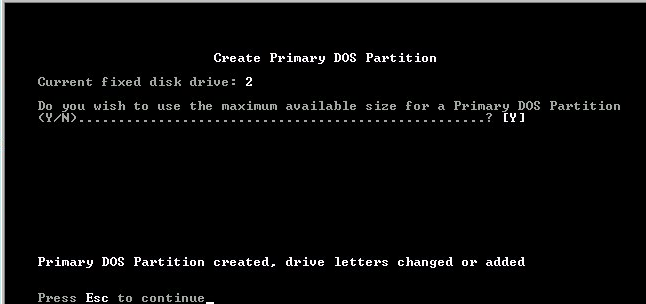 Create Primary DOS Partition
Current fixed disk drive: 2
Do you wish to use the maximum available size for a Primary DOS Partition
(Y/N)...................................................? [Y]
Primary DOS Partition created, drive letters changed or added
Press Esc to continue_